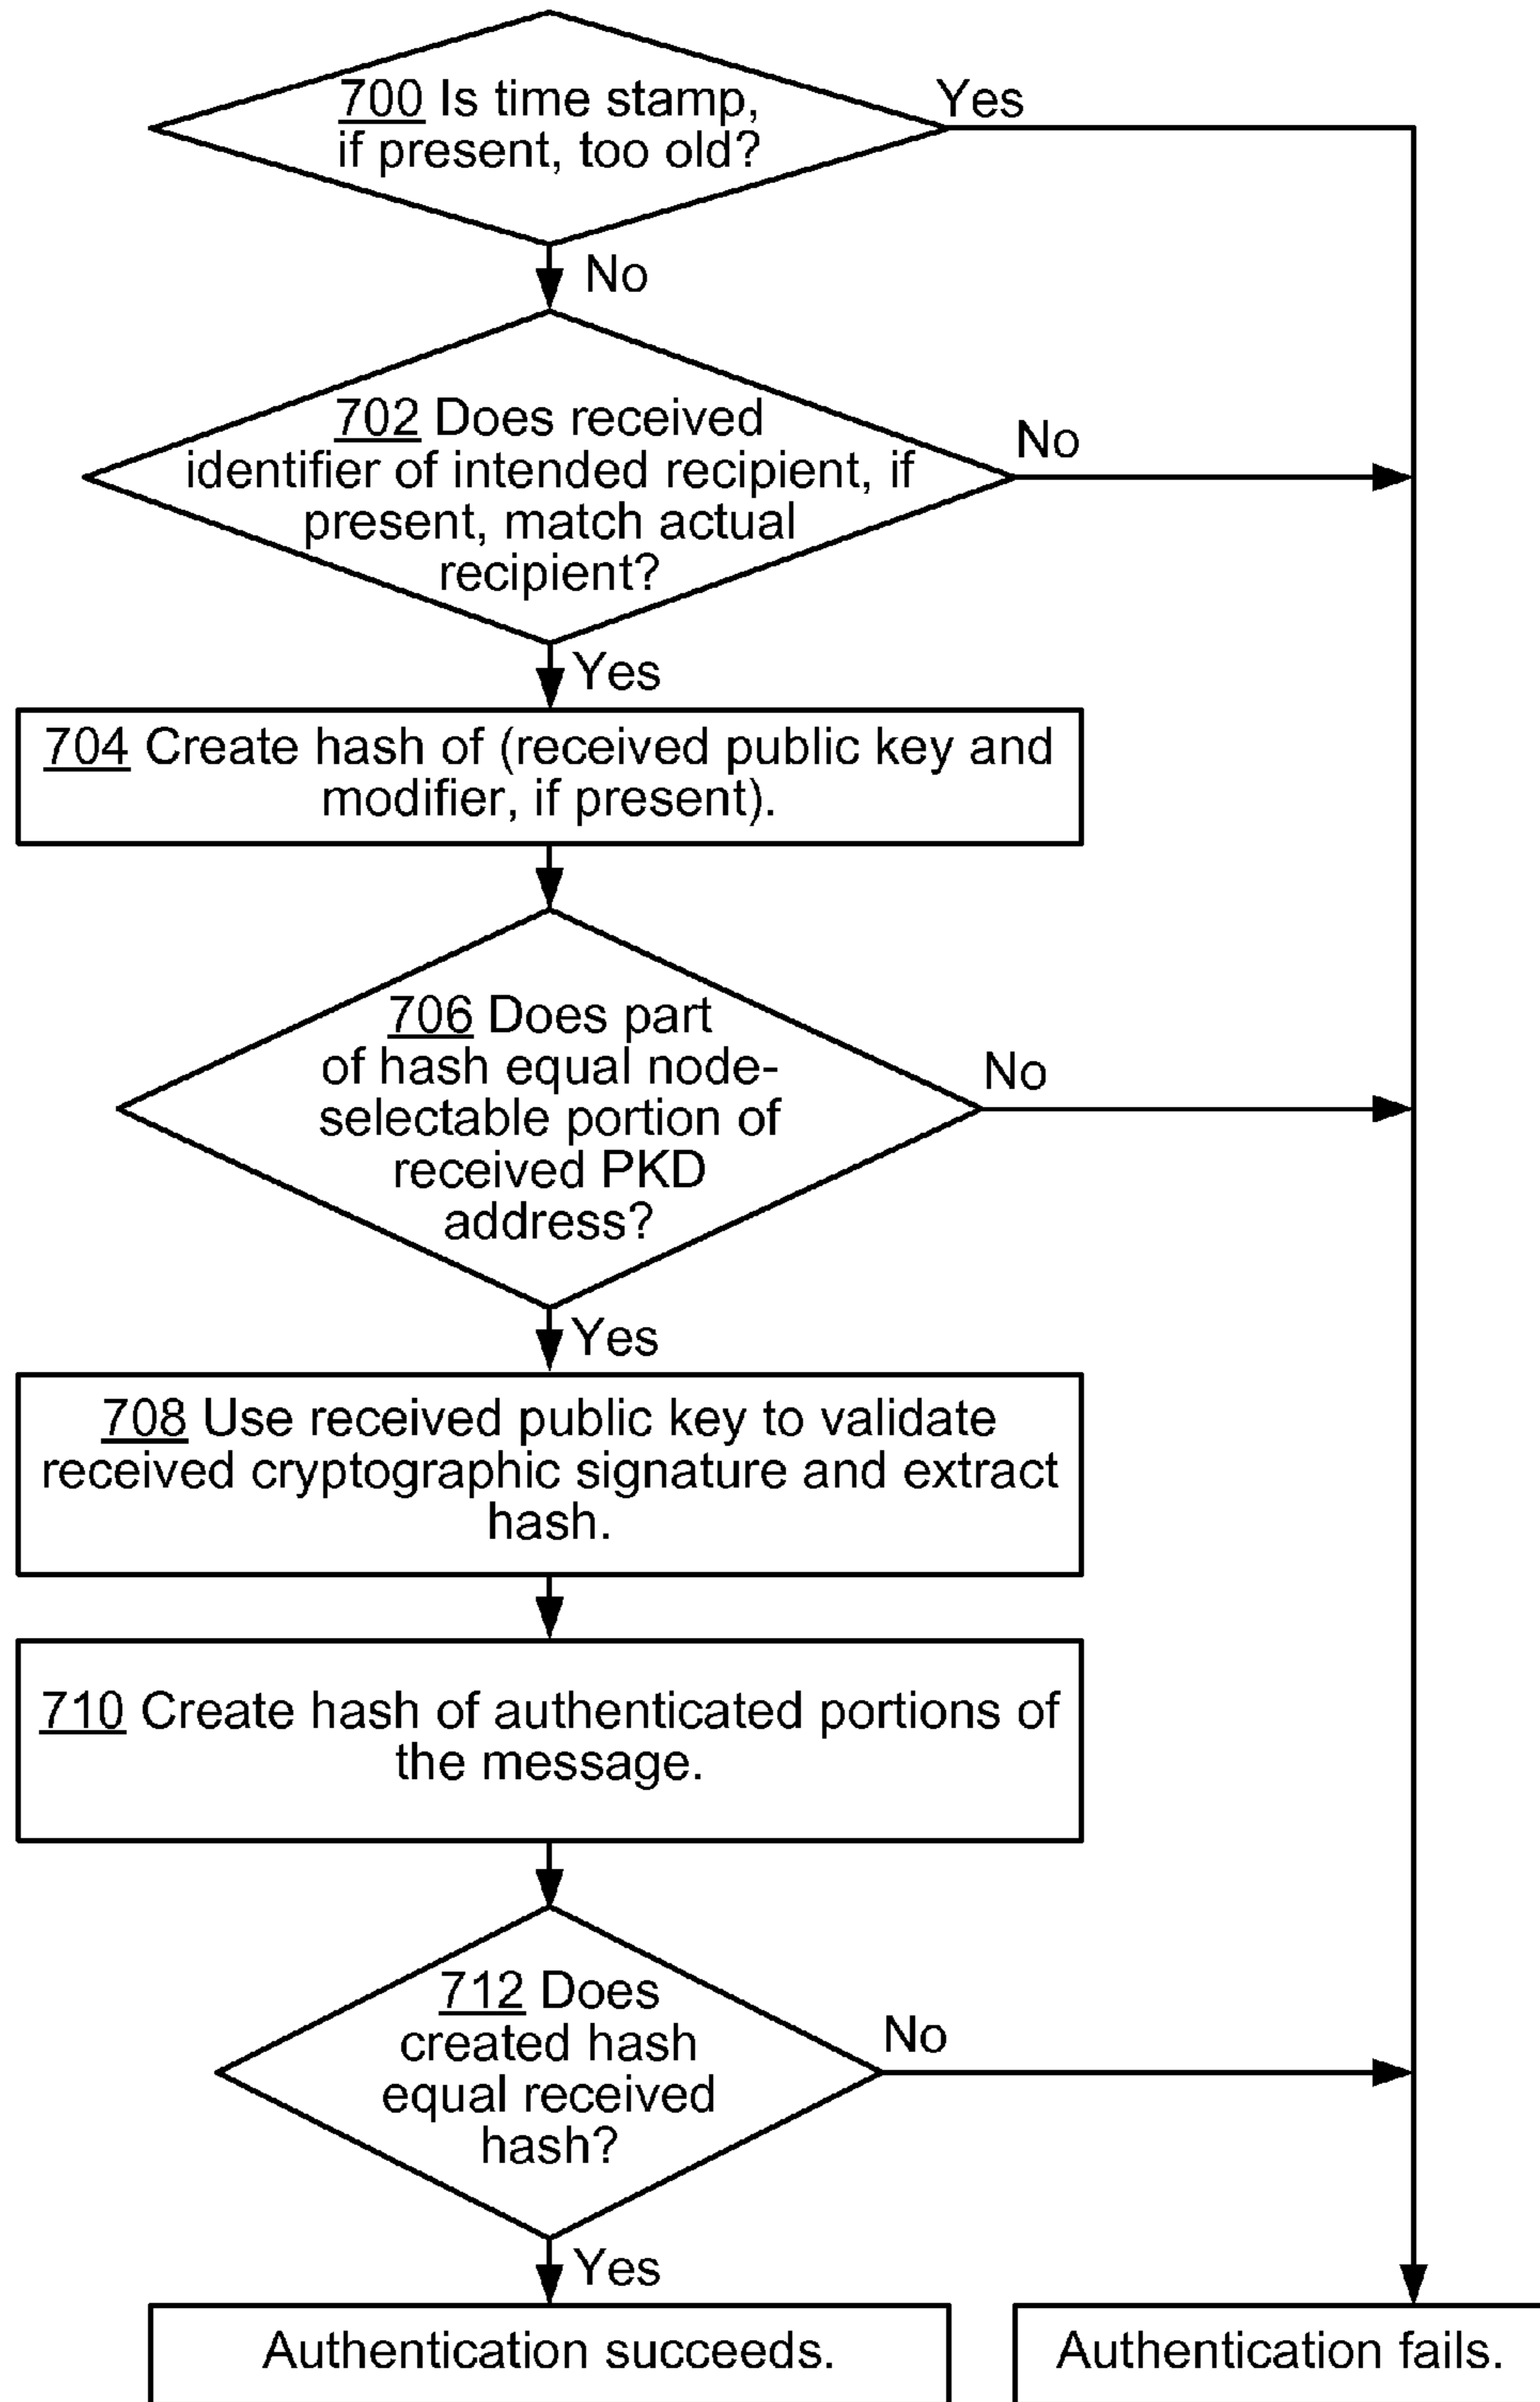 700 Is time stamp,
if present, too old?
Yes
No
702 Does received
identifier of intended recipient, if
present, match actual
recipient?
No
Yes
704 Create hash of (received public key and
modifier, if present).
706 Does part
of hash equal node-
selectable portion of
received PKD
address?
No
Yes
708 Use received public key to validate
received cryptographic signature and extract
hash.
710 Create hash of authenticated portions of
the message.
712 Does
created hash
equal received
hash?
No
Yes
Authentication succeeds.
Authentication fails.